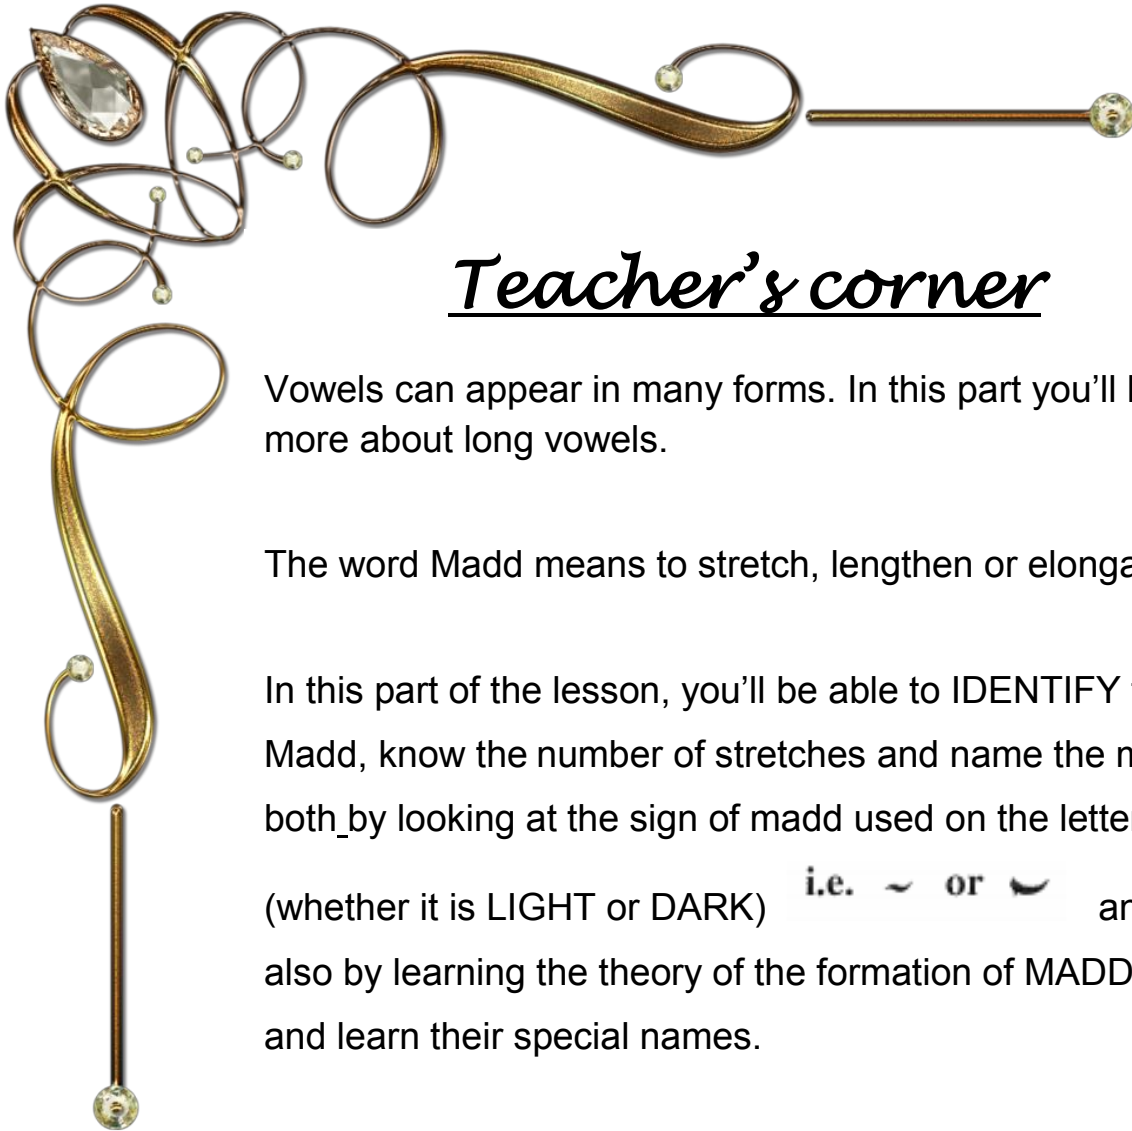 Teacher's corner
Vowels can appear in many forms. In this part you'll
more about long vowels.
The word Madd means to stretch, lengthen or
In this part of the lesson, you'll be able to IDENTIFY
Madd, know the number of stretches and name the
both by looking at the sign of madd used on the
(whether it is LIGHT or DARK) i.e. ~ or ~
also by learning the theory of the formation of MADD
and learn their special names.